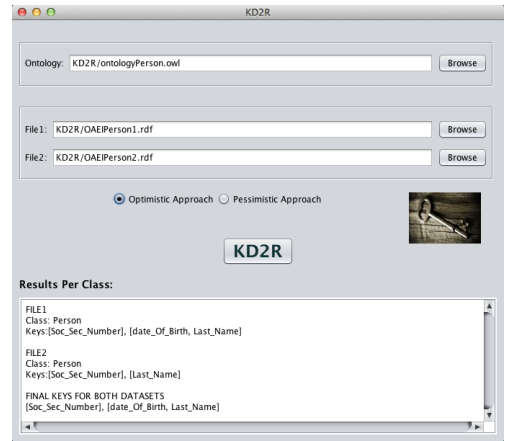 KD2R
Ontology: KD2R/ontologyPerson.owl Browse
File1: KD2R/OAEIPerson1.rdf Browse
File2: KD2R/OAEIPerson2.rdf Browse
Optimistic Approach Pessimistic Approach
KD2R
Results Per Class:
FILE1
Class: Person
Keys:[Soc_Sec_Number], [date_Of_Birth, Last_Name]
FILE2
Class: Person
Keys:[Soc_Sec_Number], [Last_Name]
FINAL KEYS FOR BOTH DATASETS
[Soc_Sec_Number], [date_Of_Birth, Last_Name]